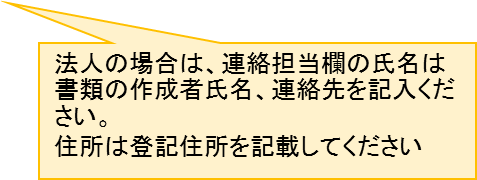 法人の場合は、連絡担当欄の氏名は
書類の作成者氏名、連絡先を記入くだ
さい。
住所は登記住所を記載してください